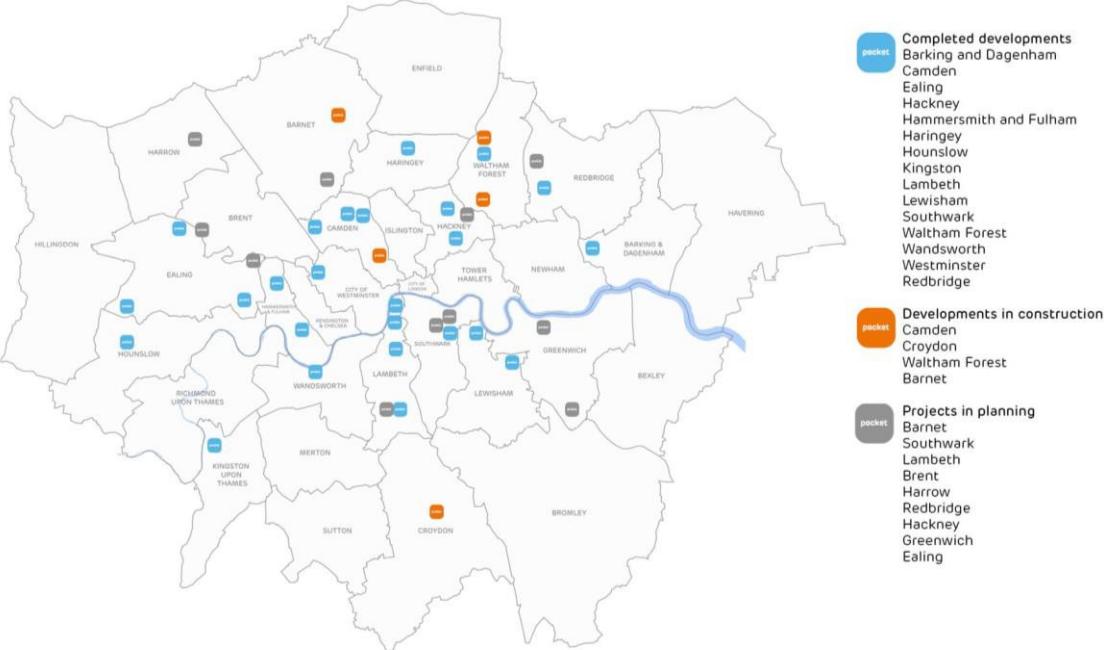 ENFIELD
BARNET
HARROW
HARINGEY
WALTHAM
FOREST
REDBRIDGE
HAVERING
BRENT
CAMDEN
ISLINGTON
HACKNEY
HILLINGDON
EALING
BARKING &
DAGENHAM
NEWHAM
TOWER
HAMLETS
CITY OF
LONDON
CITY OF
WESTMINSTER
HAMMERSMITH
& FULHAM
KENSINGTON
& CHELSEA
HOUNSLOW
SOUTHWARK
GREENWICH
BEXLEY
LAMBETH
WANDSWORTH
LEWISHAM
RICHMOND
UPON THAMES
MERTON
KINGSTON
UPON
THAMES
SUTTON
CROYDON
BROMLEY
pocket
Completed developments
Barking and Dagenham
Camden
Ealing
Hackney
Hammersmith and Fulham
Haringey
Hounslow
Kingston
Lambeth
Lewisham
Southwark
Waltham Forest
Wandsworth
Westminster
Redbridge
pocket
Developments in construction
Camden
Croydon
Waltham Forest
Barnet
pocket
Projects in planning
Barnet
Southwark
Lambeth
Brent
Harrow
Redbridge
Hackney
Greenwich
Ealing